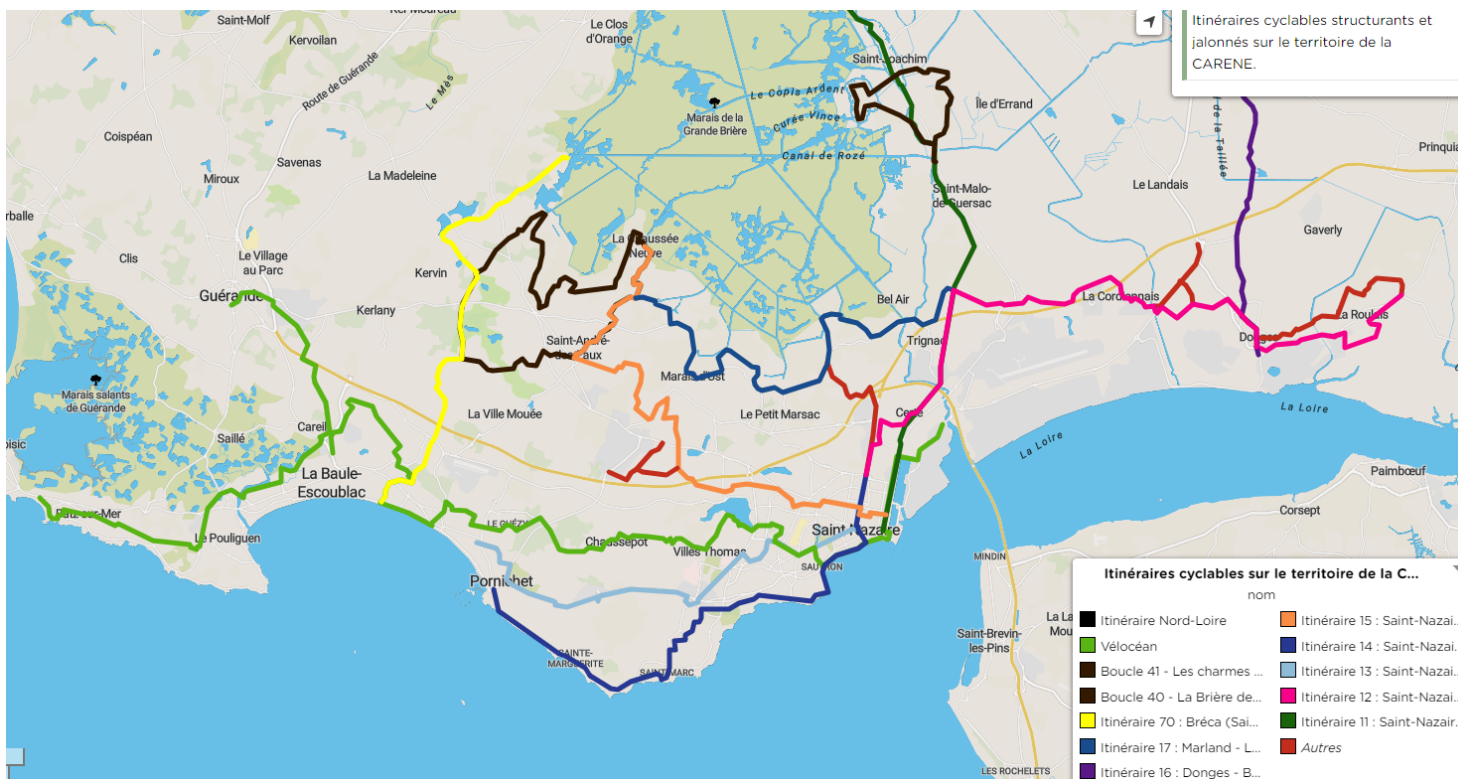 Saint-Molf
Kervoilan
Le Clos
d'Orange
Itinéraires cyclables structurants et
jalonnés sur le territoire de la
CARENE.
Saint-Joachim
Route de Guérande
Le Mès
Le Copla Ardent
Île d'Errand
Marais de la
Grande Brière
Curée Vince
Coispéan
Savenas
Canal de Rozé
de la Taillée
Prinquia
Miroux
La Madeleine
Saint-Malo-
de Guersac
Le Landais
Clis
Le Village
au Parc
La Chaussée
Neuve
Gaverly
Kervin
Guérande
Bel Air
La Roulais
Kerlany
Saint-André-
des Eaux
Trignac
Donges
Marais d'Ust
Marais salants
de Guérande
La Ville Mouée
Le Petit Marsac
La Loire
Saillé
Careil
La Loire
La Baule-
Escoublac
Paimbœuf
Corsept
Le Pouliguen
Chaussepot
Villes Thomas
Saint-Nazaire
MINDIN
Pornichet
SAINTE-
MARGUERITE
SAINT-MARC
Saint-Brevin-
les-Pins
LES ROCHELETS
Itinéraires cyclables sur le territoire de la C...
nom
Itinéraire Nord-Loire
Vélocéan
Boucle 41 - Les charmes ...
Boucle 40 - La Brière de...
Itinéraire 70 : Bréca (Sai...
Itinéraire 17 : Marland - L...
Itinéraire 16 : Donges - B...
Itinéraire 15 : Saint-Nazai...
Itinéraire 14 : Saint-Nazai...
Itinéraire 13 : Saint-Nazai...
Itinéraire 12 : Saint-Nazai...
Itinéraire 11 : Saint-Nazair...
Autres